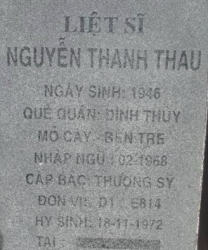 LIỆT SĨ
NGUYỄN THANH THAU
NGÀY SINH: 1946
QUÊ QUÁN: ĐỊNH THỦY
MỎ CÀY - BẾN TRE
NHẬP NGŨ : 02-1968
CẤP BẬC: THƯỢNG SỸ
ĐƠN VỊ: D1 - E814
HY SINH: 18-11-1972
TẠI :